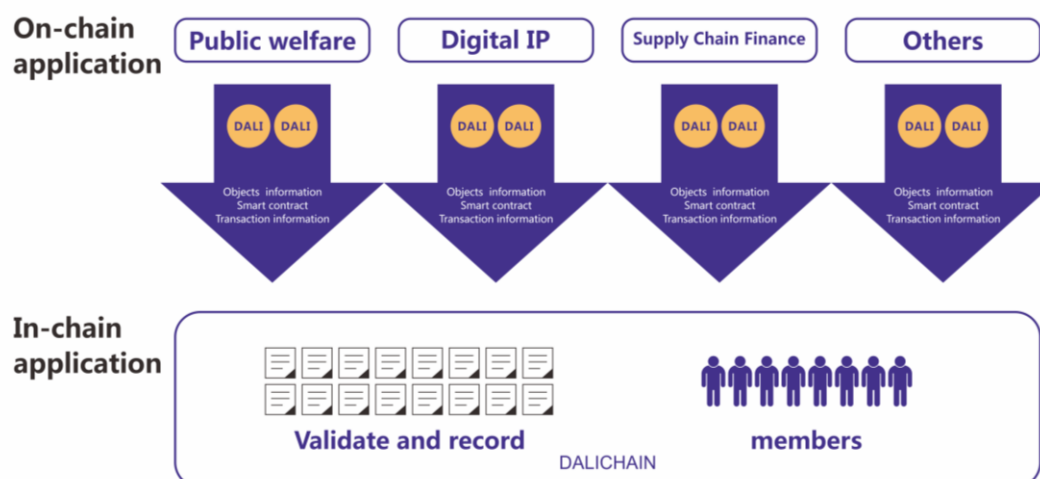 On-chain
application
Public welfare
Digital IP
Supply Chain Finance
Others
DALI DALI
DALI DALI
DALI DALI
DALI DALI
Objects information
Smart contract
Transaction information
Objects information
Smart contract
Transaction information
Objects information
Smart contract
Transaction information
Objects information
Smart contract
Transaction information
In-chain
application
Validate and record
members
DALICHAIN